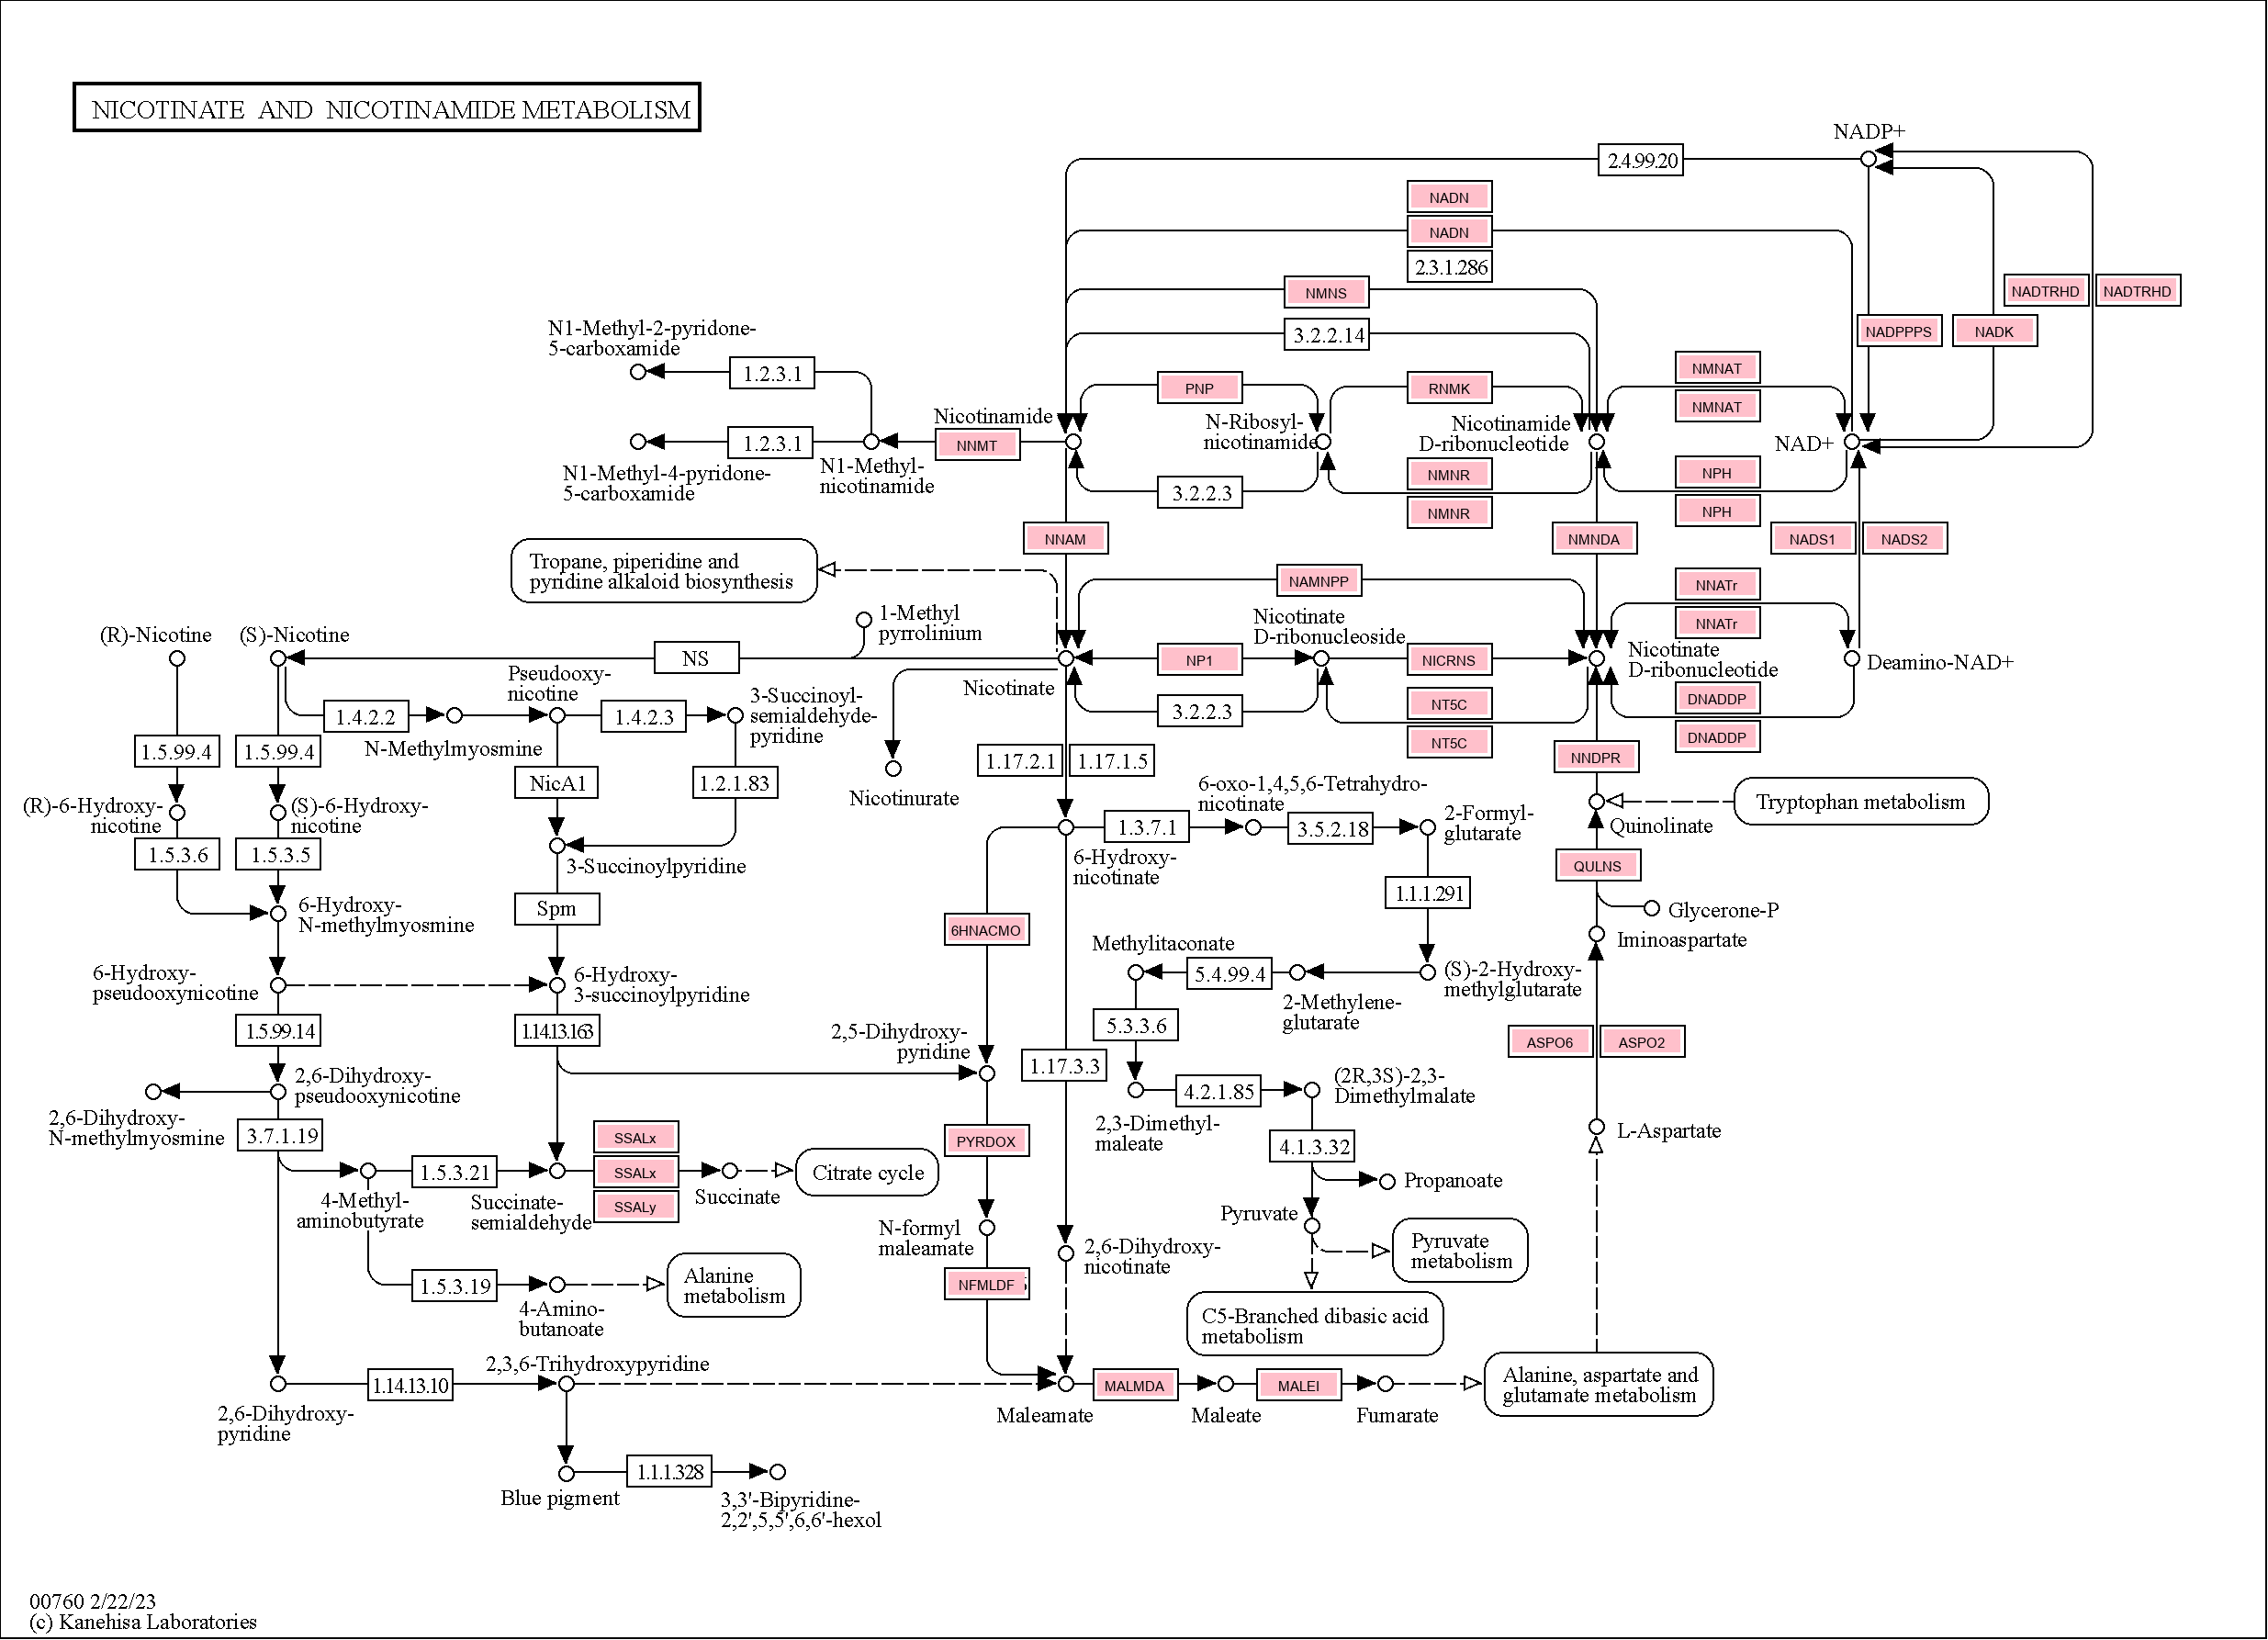 NICOTINATE AND NICOTINAMIDE METABOLISM
NADP+
2.4.99.20
NADN
NADN
2.3.1.286
NMNS
NADTRHD
NADTRHD
3.2.2.14
NADPPPS
NADK
N1-Methyl-2-pyridone-
5-carboxamide
1.2.3.1
NMNAT
PNP
RNMK
NMNAT
Nicotinamide
N-Ribosyl-
nicotinamide
Nicotinamide
D-ribonucleotide
NAD+
1.2.3.1
NNMT
N1-Methyl-4-pyridone-
5-carboxamide
N1-Methyl-
nicotinamide
3.2.2.3
NMNR
NMNR
NPH
NPH
NNAM
NMNDA
NADS1
NADS2
Tropane, piperidine and
pyridine alkaloid biosynthesis
NAMNPP
NNATr
NNATr
1-Methyl
pyrrolinium
Nicotinate
D-ribonucleoside
(R)-Nicotine
(S)-Nicotine
NS
NP1
NICRNS
Nicotinate
D-ribonucleotide
Deamino-NAD+
Pseudooxy-
nicotine
Nicotinate
3-Succinoyl-
semialdehyde-
pyridine
1.4.2.2
1.4.2.3
3.2.2.3
NT5C
NT5C
DNADDP
DNADDP
N-Methylmyosmine
1.5.99.4
1.5.99.4
NicA1
1.2.1.83
1.17.2.1
1.17.1.5
NNDPR
Nicotinurate
6-oxo-1,4,5,6-Tetrahydro-
nicotinate
Tryptophan metabolism
(R)-6-Hydroxy-
nicotine
(S)-6-Hydroxy-
nicotine
1.3.7.1
3.5.2.18
2-Formyl-
glutarate
Quinolinate
1.5.3.6
1.5.3.5
3-Succinoylpyridine
6-Hydroxy-
nicotinate
QULNS
1.1.1.291
Spm
6-Hydroxy-
N-methylmyosmine
6HNACMO
Glycerone-P
Iminoaspartate
Methylitaconate
6-Hydroxy-
pseudooxynicotine
6-Hydroxy-
3-succinoylpyridine
5.4.99.4
2-Methylene-
glutarate
(S)-2-Hydroxy-
methylglutarate
1.5.99.14
1.14.13.163
2,5-Dihydroxy-
pyridine
5.3.3.6
ASPO6
ASPO2
1.17.3.3
2,6-Dihydroxy-
pseudooxynicotine
4.2.1.85
(2R,3S)-2,3-
Dimethylmalate
2,6-Dihydroxy-
N-methylmyosmine
3.7.1.19
SSALx
PYRDOX
2,3-Dimethyl-
maleate
4.1.3.32
L-Aspartate
1.5.3.21
SSALx
Citrate cycle
Propanoate
4-Methyl-
aminobutyrate
Succinate-
semialdehyde
SSALy
Succinate
N-formyl
maleamate
Pyruvate
2,6-Dihydroxy-
nicotinate
Pyruvate
metabolism
1.5.3.19
4-Amino-
butanoate
Alanine
metabolism
NFMLDF
C5-Branched dibasic acid
metabolism
2,3,6-Trihydroxypyridine
1.14.13.10
MALMDA
MALEI
Alanine, aspartate and
glutamate metabolism
2,6-Dihydroxy-
pyridine
Maleamate
Maleate
Fumarate
1.1.1.328
Blue pigment
3,3'-Bipyridine-
2,2',5,5',6,6'-hexol
00760 2/22/23
(c) Kanehisa Laboratories